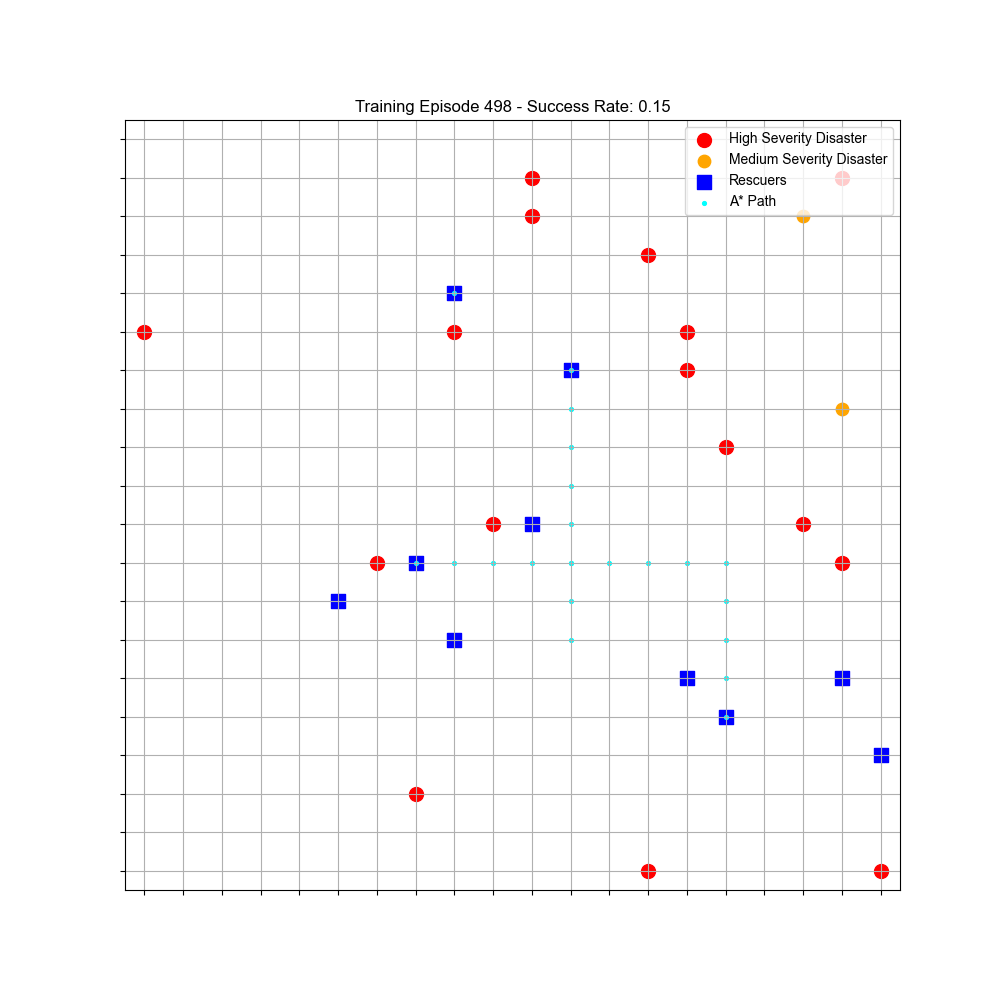 Training Episode 498 - Success Rate: 0.15
High Severity Disaster
Medium Severity Disaster
Rescuers
A* Path